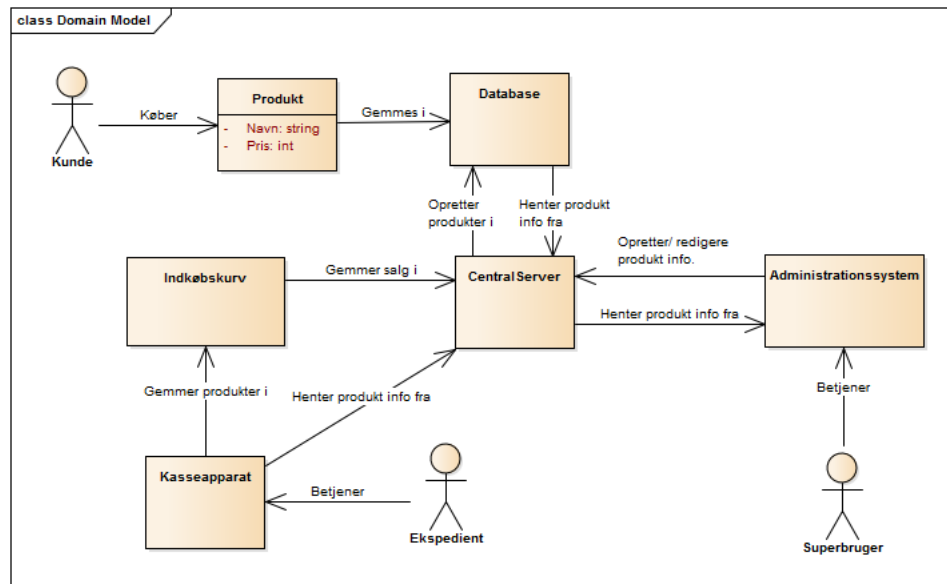 class Domain Model
Kunde
Køber
Produkt
- Navn: string
- Pris: int
Gemmes i
Database
Opretter
produkter i
Henter produkt
info fra
Indkøbskurv
Gemmer salg i
CentralServer
Opretter/ redigere
produkt info.
Administrationssystem
Henter produkt info fra
Gemmer produkter i
Henter produkt info fra
Betjener
Kasseapparat
Betjener
Ekspedient
Superbruger